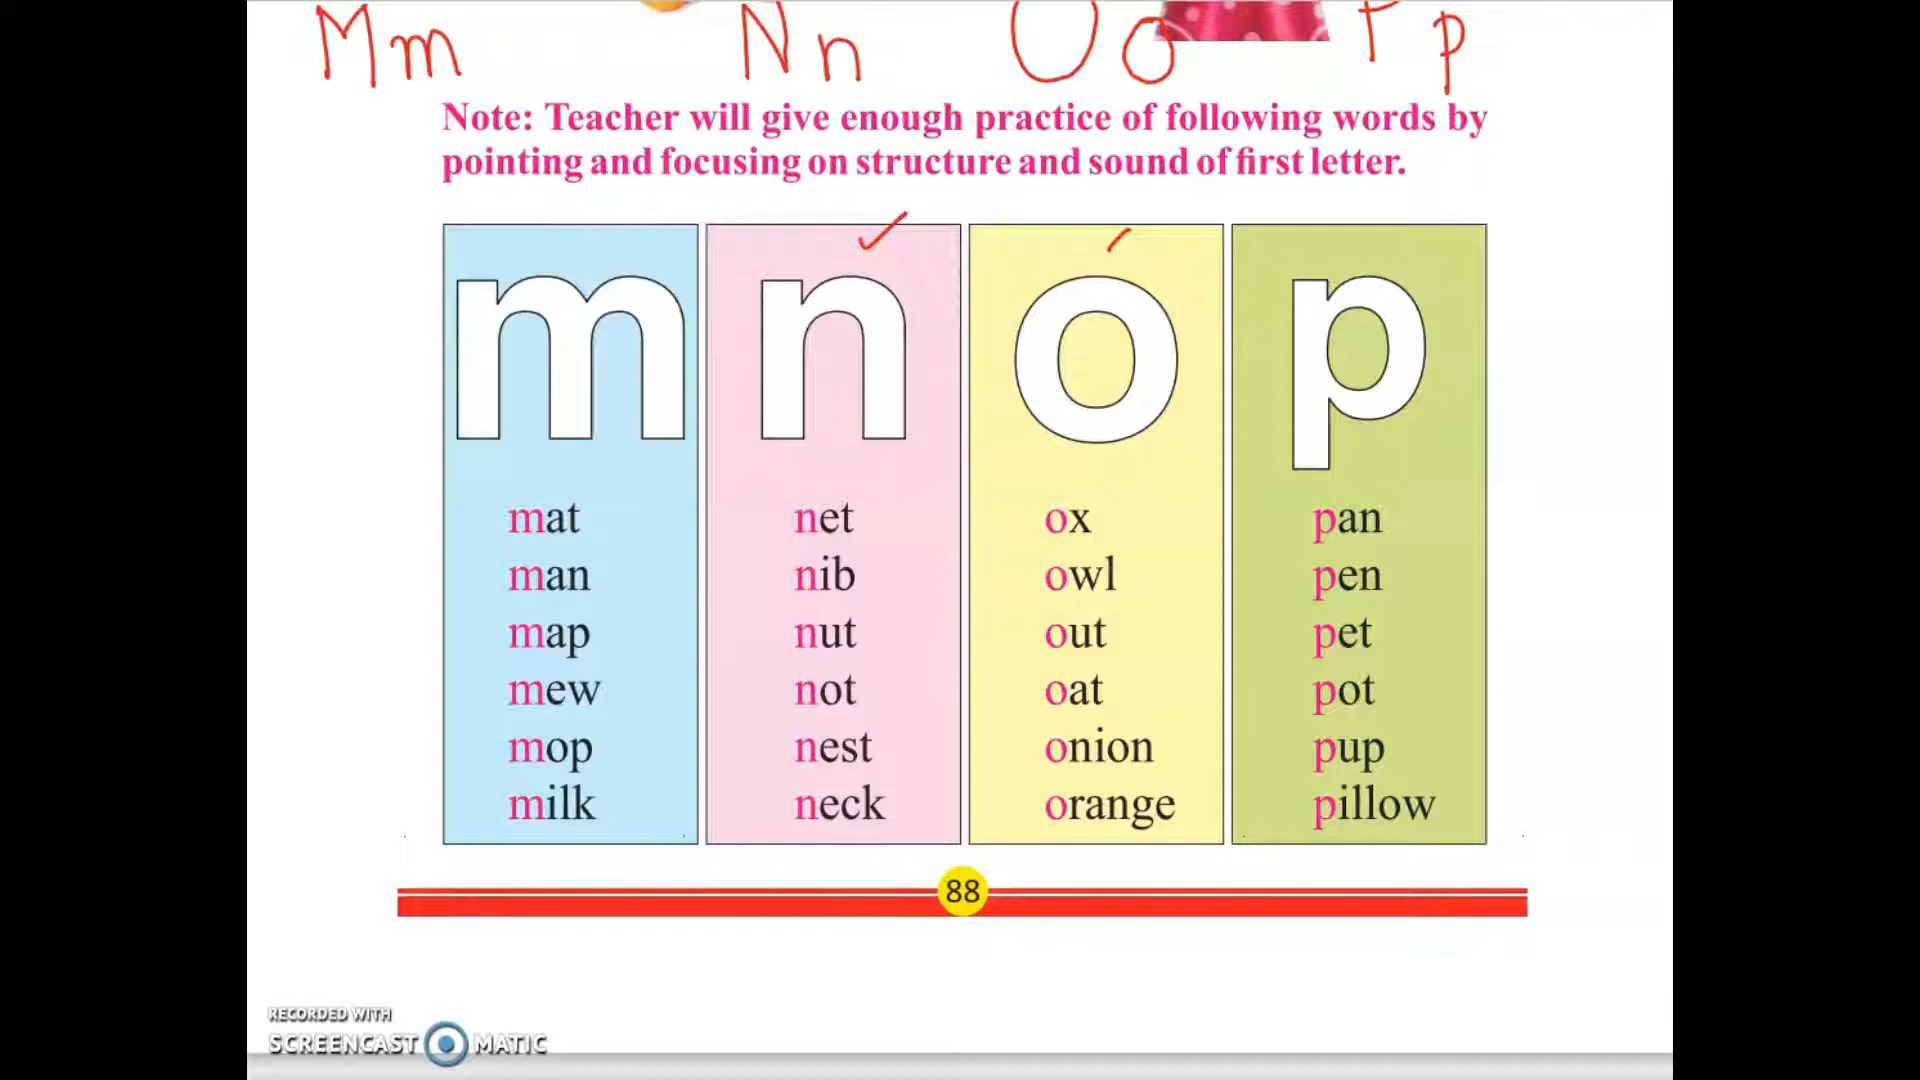 Mm Nn Oo Pp
Note: Teacher will give enough practice of following words by
pointing and focusing on structure and sound of first letter.
m n o p
mat net ox pan
man nib owl pen
map nut out pet
mew not oat pot
mop nest onion pup
milk neck orange pillow
88
RECORDED WITH
SCREENCAST MATIC